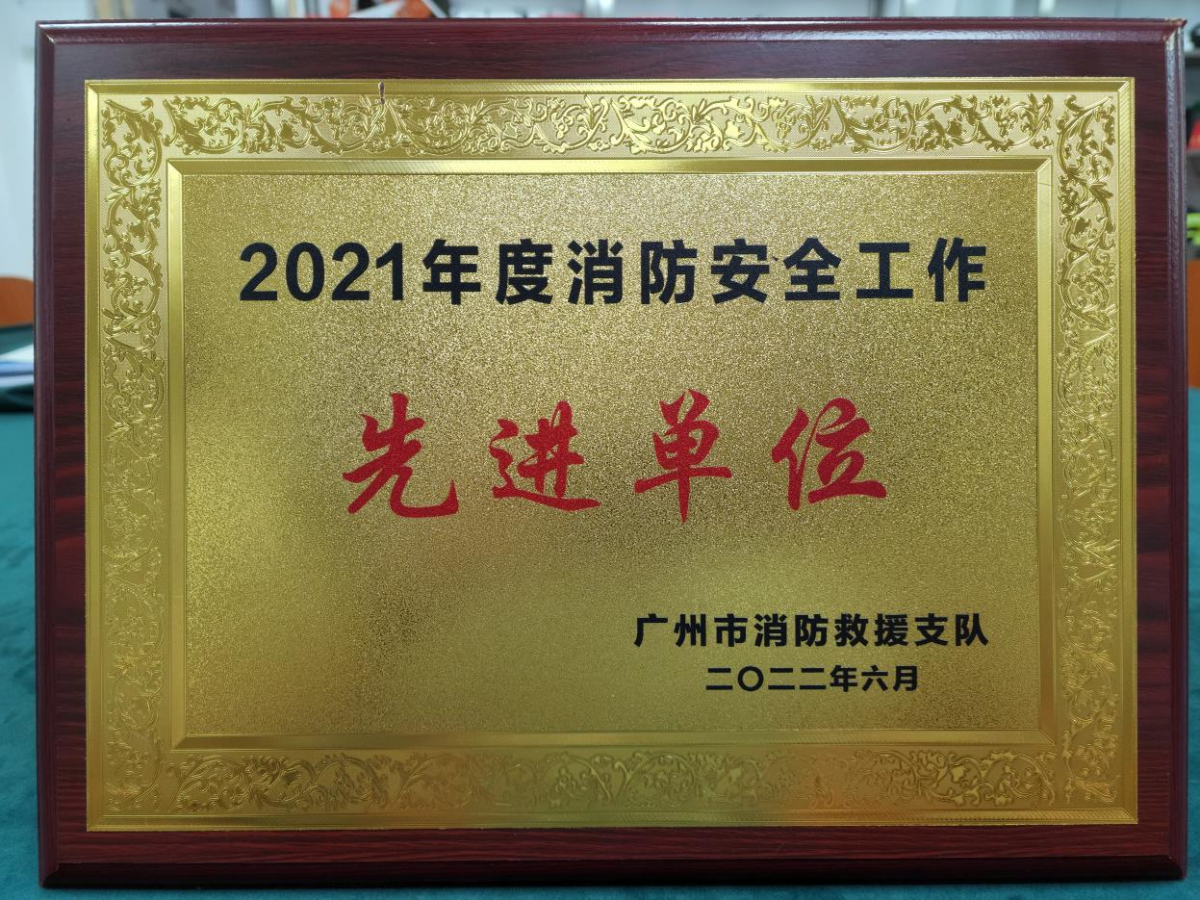 2021年度消防安全工作
先进单位
广州市消防救援支队
二〇二二年六月